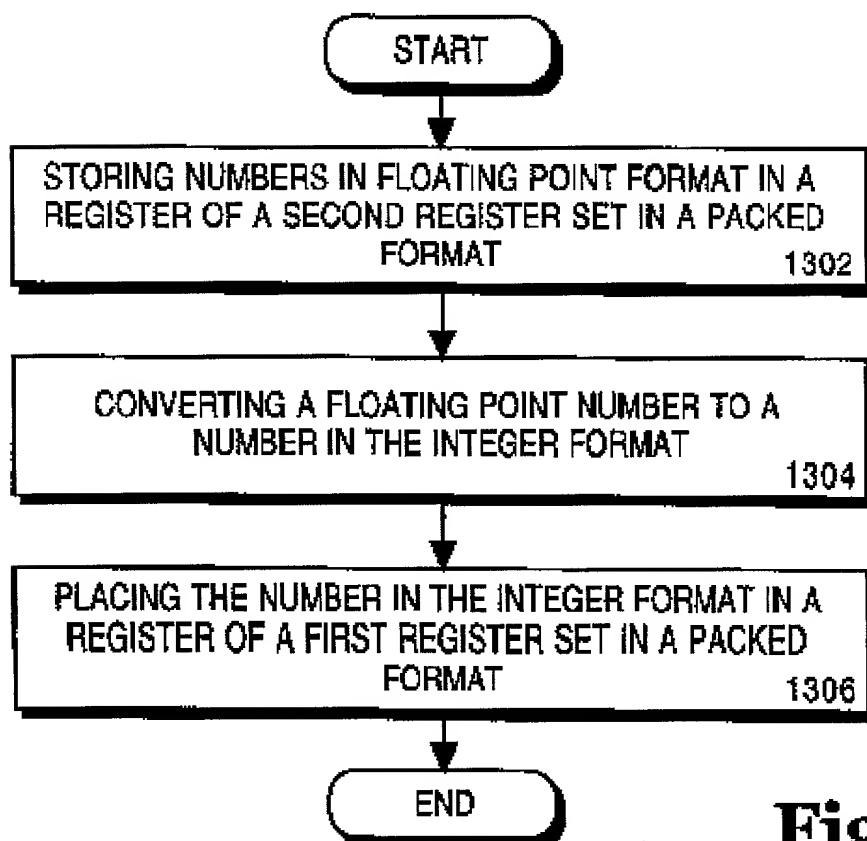 START
STORING NUMBERS IN FLOATING POINT FORMAT IN A
REGISTER OF A SECOND REGISTER SET IN A PACKED
FORMAT
1302
CONVERTING A FLOATING POINT NUMBER TO A
NUMBER IN THE INTEGER FORMAT
1304
PLACING THE NUMBER IN THE INTEGER FORMAT IN A
REGISTER OF A FIRST REGISTER SET IN A PACKED
FORMAT
1306
END